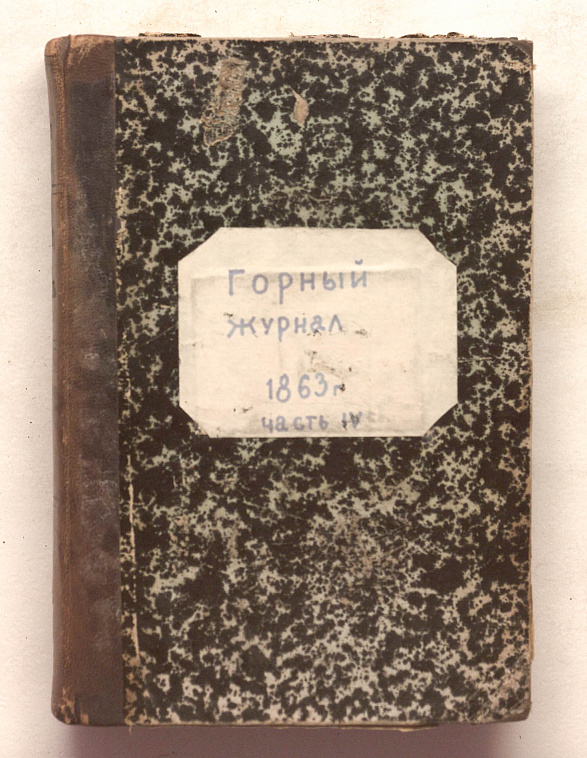 Горный
журнал
1863г
часть IV